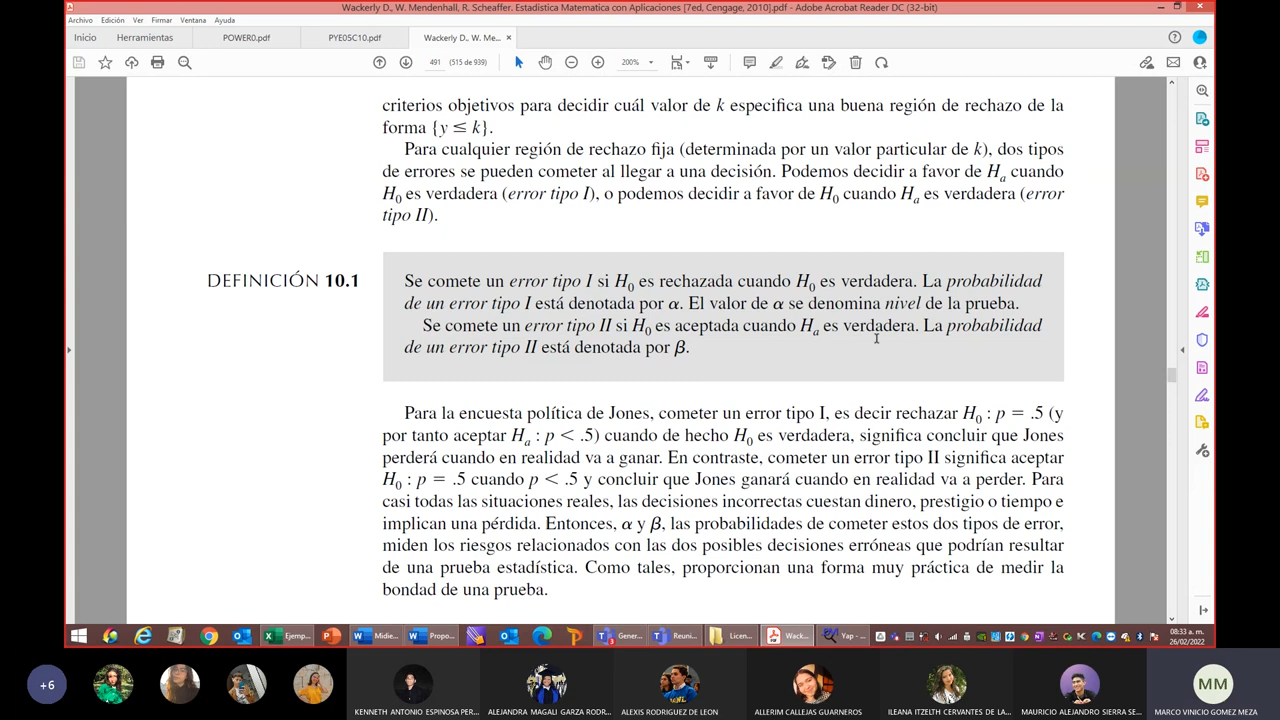 Wackerly D., W. Mendenhall, R. Scheaffer. Estadistica Matematica con Aplicaciones [7ed, Cengage, 2010].pdf - Adobe Acrobat Reader DC (32-bit)
Archivo Edición Ver Firmar Ventana Ayuda
Inicio Herramientas POWER0.pdf PYE05C10.pdf Wackerly D., W. Me... ×
491 (515 de 939) 200%
criterios objetivos para decidir cuál valor de k especifica una buena región de rechazo de la
forma {y ≤ k}.
Para cualquier región de rechazo fija (determinada por un valor particular de k), dos tipos
de errores se pueden cometer al llegar a una decisión. Podemos decidir a favor de Ha cuando
H0 es verdadera (error tipo I), o podemos decidir a favor de H0 cuando Ha es verdadera (error
tipo II).
DEFINICIÓN 10.1
Se comete un error tipo I si H0 es rechazada cuando H0 es verdadera. La probabilidad
de un error tipo I está denotada por α. El valor de α se denomina nivel de la prueba.
Se comete un error tipo II si H0 es aceptada cuando Ha es verdadera. La probabilidad
de un error tipo II está denotada por β.
Para la encuesta política de Jones, cometer un error tipo I, es decir rechazar H0 : p = .5 (y
por tanto aceptar Ha : p < .5) cuando de hecho H0 es verdadera, significa concluir que Jones
perderá cuando en realidad va a ganar. En contraste, cometer un error tipo II significa aceptar
H0 : p = .5 cuando p < .5 y concluir que Jones ganará cuando en realidad va a perder. Para
casi todas las situaciones reales, las decisiones incorrectas cuestan dinero, prestigio o tiempo e
implican una pérdida. Entonces, α y β, las probabilidades de cometer estos dos tipos de error,
miden los riesgos relacionados con las dos posibles decisiones erróneas que podrían resultar
de una prueba estadística. Como tales, proporcionan una forma muy práctica de medir la
bondad de una prueba.
Ejemp... Midie... Propo... Gener... Reuni... Licen... Wack... Yap - ...
08:33 a. m.
26/02/2022
+6
KENNETH ANTONIO ESPINOSA PER...
ALEJANDRA MAGALI GARZA RODR...
ALEXIS RODRIGUEZ DE LEON
ALLERIM CALLEJAS GUARNEROS
ILEANA ITZELTH CERVANTES DE LA...
MAURICIO ALEJANDRO SIERRA SE...
MM
MARCO VINICIO GOMEZ MEZA